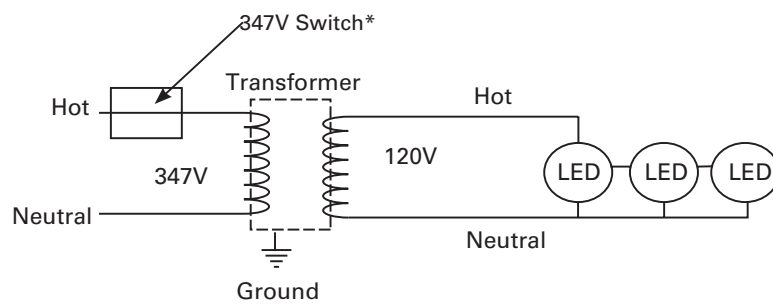 347V Switch*
Transformer
Hot
Hot
347V
120V
LED
LED
LED
Neutral
Neutral
Ground